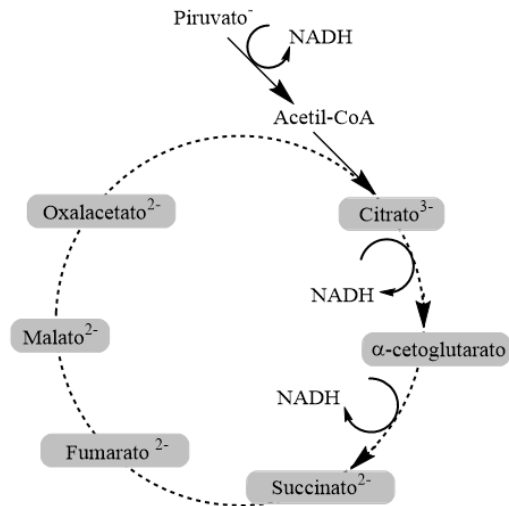 Piruvato⁻
NADH
Acetil-CoA
Oxalacetato²⁻
Citrato³⁻
NADH
Malato²⁻
α-cetoglutarato
NADH
Fumarato ²⁻
Succinato²⁻